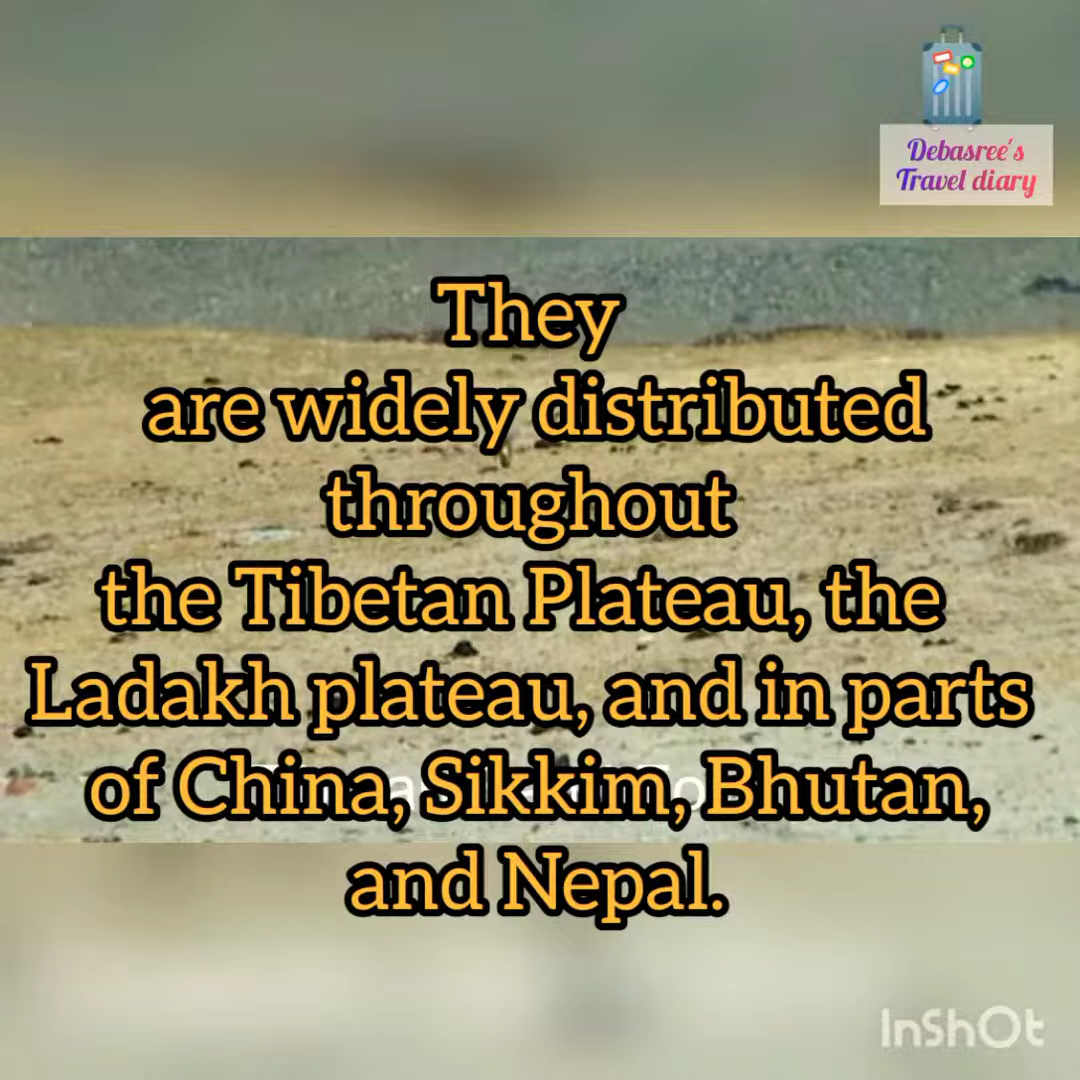 Debasree's
Travel diary
They
are widely distributed
throughout
the Tibetan Plateau, the
Ladakh plateau, and in parts
of China, Sikkim, Bhutan,
and Nepal.
InShOt